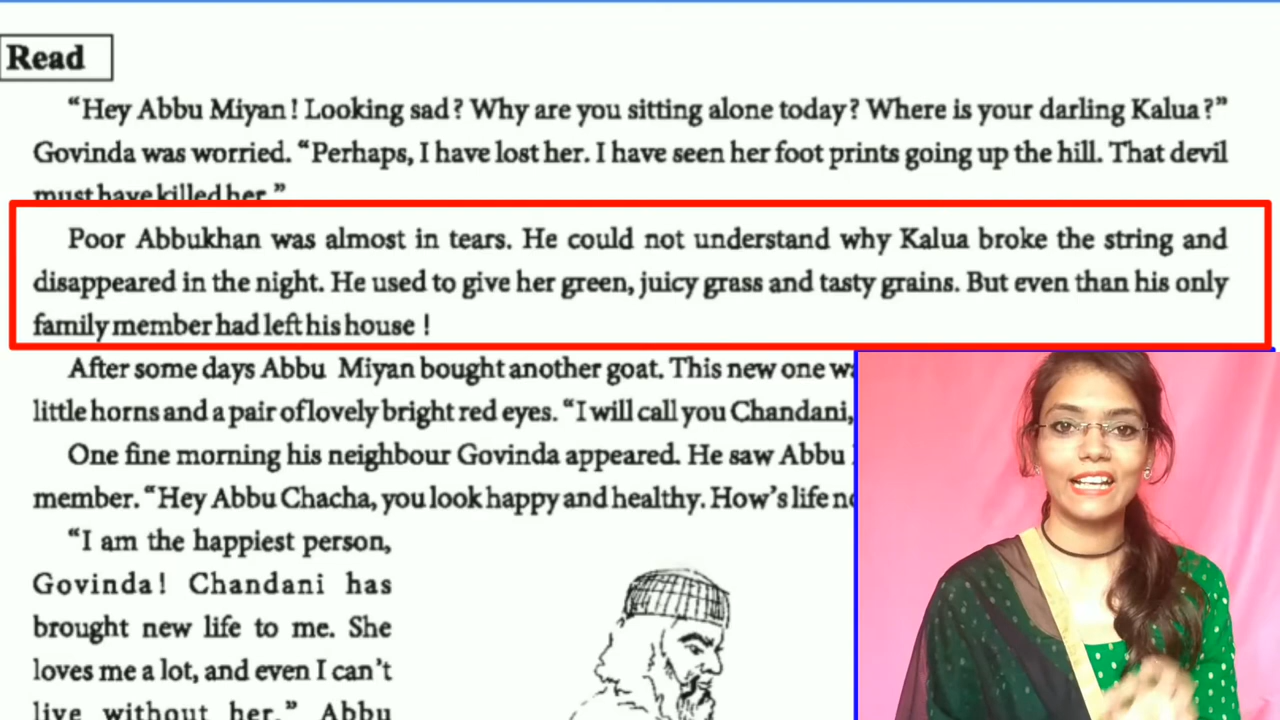 Read
“Hey Abbu Miyan! Looking sad? Why are you sitting alone today? Where is your darling Kalua?”
Govinda was worried. “Perhaps, I have lost her. I have seen her foot prints going up the hill. That devil
must have killed her.”
Poor Abbukhan was almost in tears. He could not understand why Kalua broke the string and
disappeared in the night. He used to give her green, juicy grass and tasty grains. But even than his only
family member had left his house !
After some days Abbu Miyan bought another goat. This new one
little horns and a pair of lovely bright red eyes. “I will call you Chandani,
One fine morning his neighbour Govinda appeared. He saw Abbu
member. “Hey Abbu Chacha, you look happy and healthy. How’s life
“I am the happiest person,
Govinda! Chandani has
brought new life to me. She
loves me a lot, and even I can’t
live without her.” Abbu